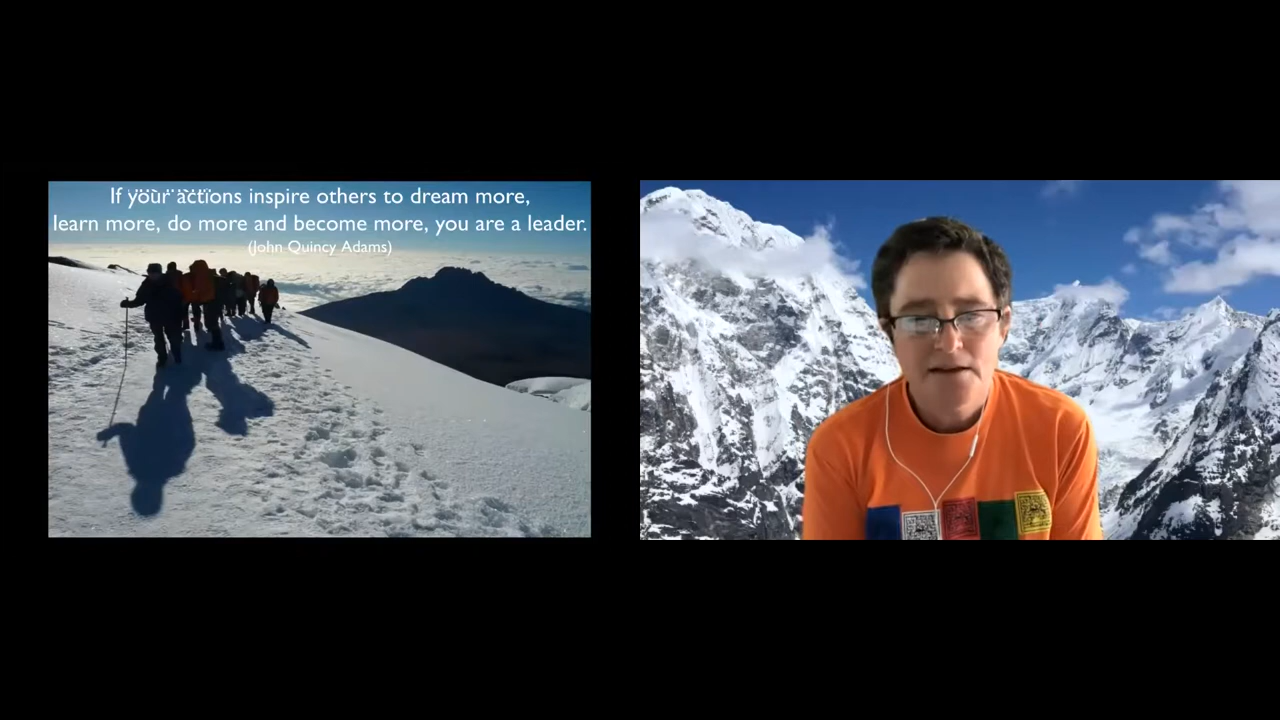 If your actions inspire others to dream more,
learn more, do more and become more, you are a leader.
(John Quincy Adams)